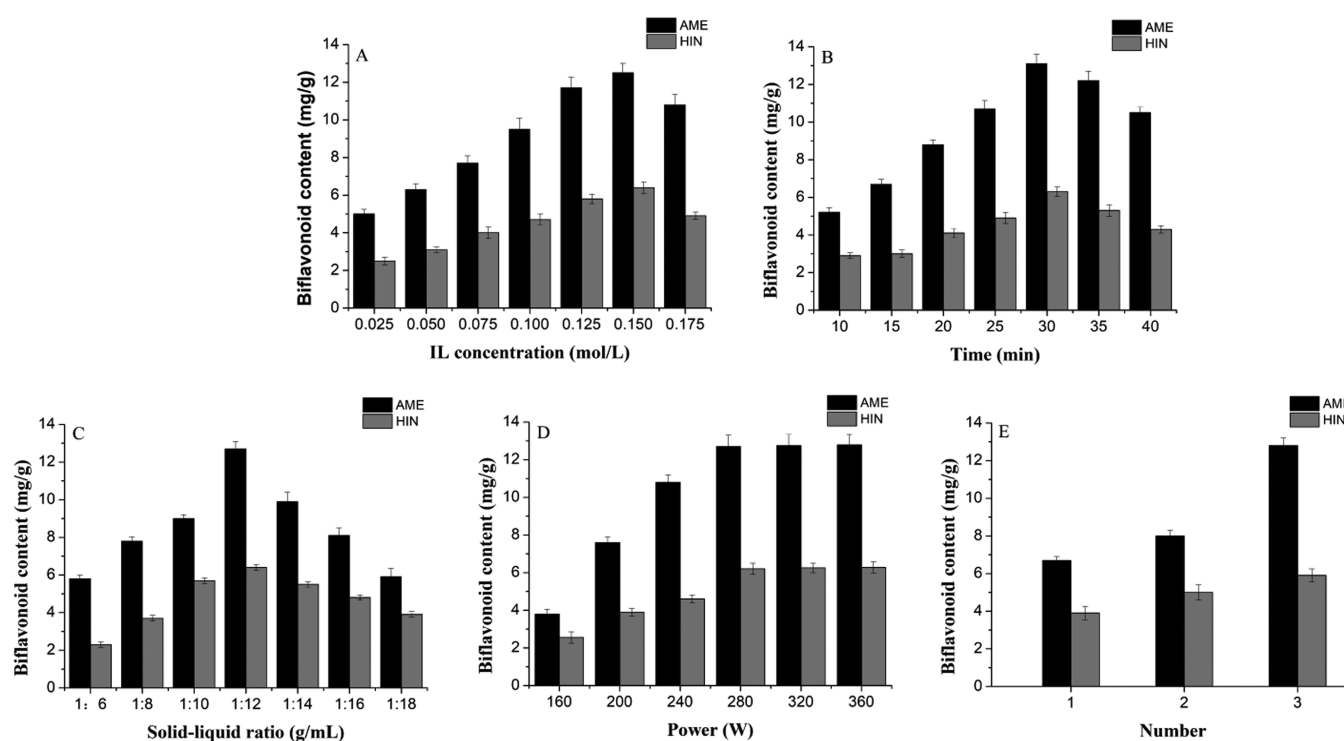 A
AME
HIN
Biflavonoid content (mg/g)
14
12
10
8
6
4
2
0
0.025 0.050 0.075 0.100 0.125 0.150 0.175
IL concentration (mol/L)
B
AME
HIN
Biflavonoid content (mg/g)
14
12
10
8
6
4
2
0
10 15 20 25 30 35 40
Time (min)
C
AME
HIN
Biflavonoid content (mg/g)
14
12
10
8
6
4
2
0
1: 6 1:8 1:10 1:12 1:14 1:16 1:18
Solid-liquid ratio (g/mL)
D
AME
HIN
Biflavonoid content (mg/g)
14
12
10
8
6
4
2
0
160 200 240 280 320 360
Power (W)
E
AME
HIN
Biflavonoid content (mg/g)
14
12
10
8
6
4
2
0
1 2 3
Number